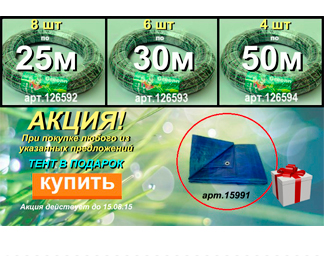 8 шт
по
25м
арт.126592
6 шт
по
30м
арт.126593
4 шт
по
50м
арт.126594
АКЦИЯ!
При покупке любого из
указанных предложений
ТЕНТ В ПОДАРОК
купить
Акция действует до 15.06.15
арт.15991